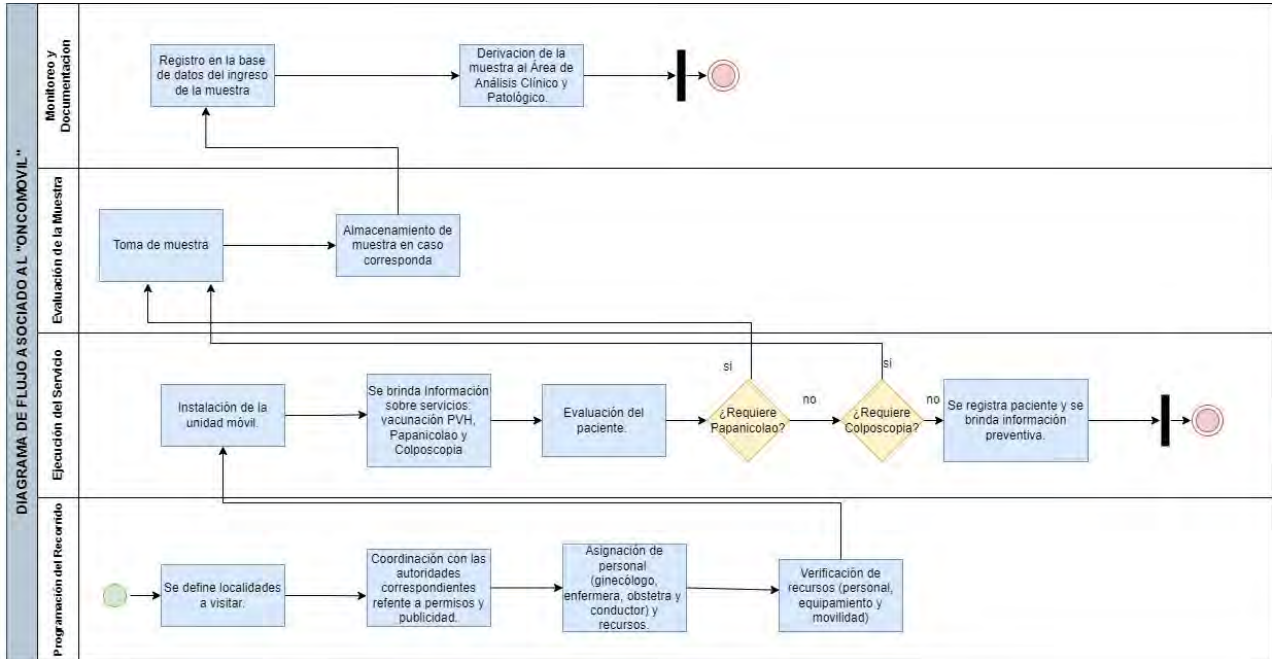 DIAGRAMA DE FLUJO ASOCIADO AL "ONCOMOVIL"
Monitoreo y
Documentacion
Registro en la base
de datos del ingreso
de la muestra
Derivacion de la
muestra al Área de
Análisis Clínico y
Patológico.
Evaluación de la Muestra
Toma de muestra
Almacenamiento de
muestra en caso
corresponda
Ejecución del Servicio
Instalación de la
unidad móvil.
Se brinda Información
sobre servicios:
vacunación PVH,
Papanicolao y
Colposcopia
Evaluación del
paciente.
si
¿Requiere
Papanicolao?
no
si
¿Requiere
Colposcopia?
no
Se registra paciente y se
brinda información
preventiva.
Programación del Recorrido
Se define localidades
a visitar.
Coordinación con las
autoridades
correspondientes
refente a permisos y
publicidad.
Asignación de
personal
(ginecólogo,
enfermera, obstetra y
conductor) y
recursos.
Verificación de
recursos (personal,
equipamiento y
movilidad)